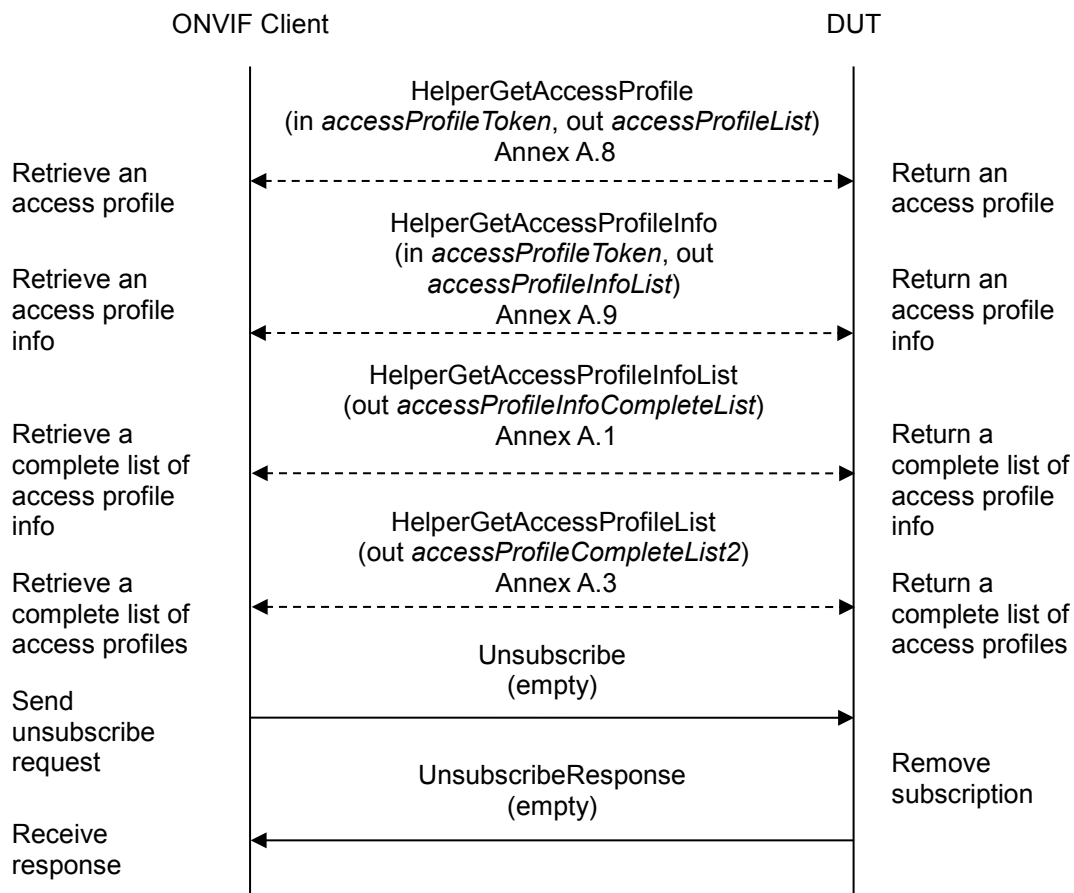 ONVIF Client
DUT
HelperGetAccessProfile
(in accessProfileToken, out accessProfileList)
Annex A.8
Retrieve an
access profile
Return an
access profile
HelperGetAccessProfileInfo
(in accessProfileToken, out
accessProfileInfoList)
Annex A.9
Retrieve an
access profile
info
Return an
access profile
info
HelperGetAccessProfileInfoList
(out accessProfileInfoCompleteList)
Annex A.1
Retrieve a
complete list of
access profile
info
Return a
complete list of
access profile
info
HelperGetAccessProfileList
(out accessProfileCompleteList2)
Annex A.3
Retrieve a
complete list of
access profiles
Return a
complete list of
access profiles
Unsubscribe
(empty)
Send
unsubscribe
request
UnsubscribeResponse
(empty)
Remove
subscription
Receive
response